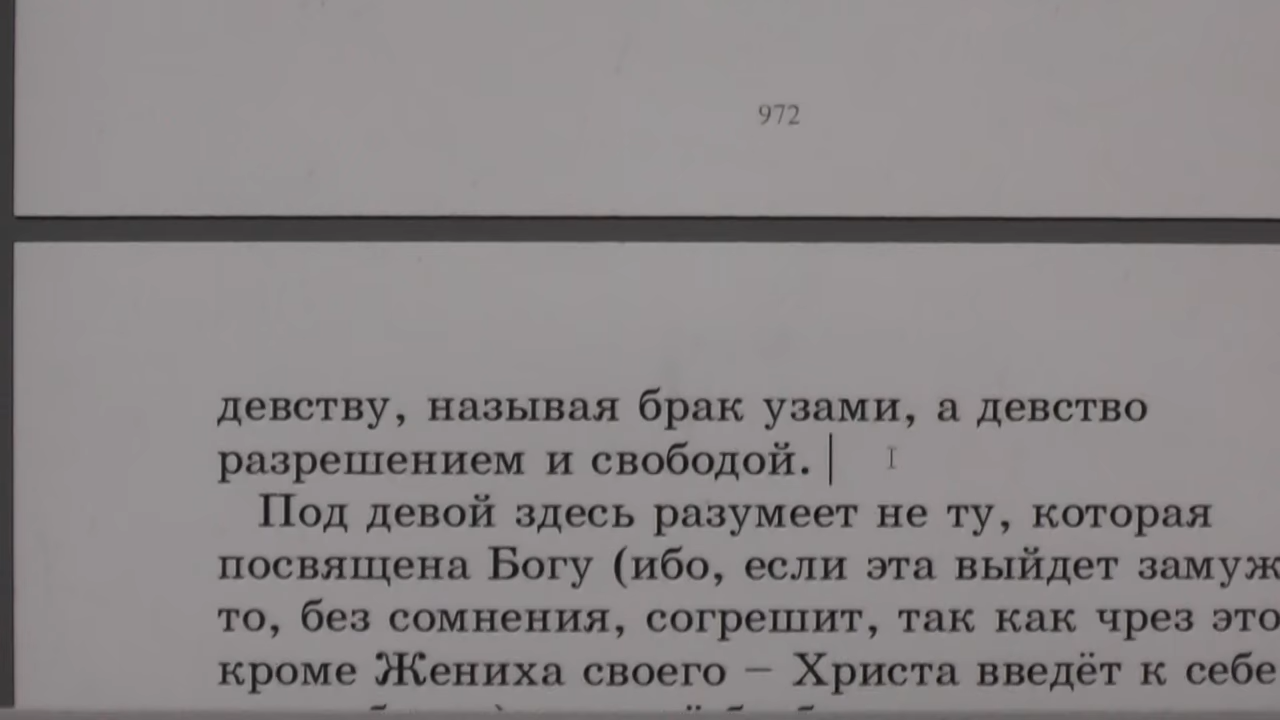 972
девству, называя брак узами, а девство
разрешением и свободой.
Под девой здесь разумеет не ту, которая
посвящена Богу (ибо, если эта выйдет замуж
то, без сомнения, согрешит, так как чрез это
кроме Жениха своего – Христа введёт к себе